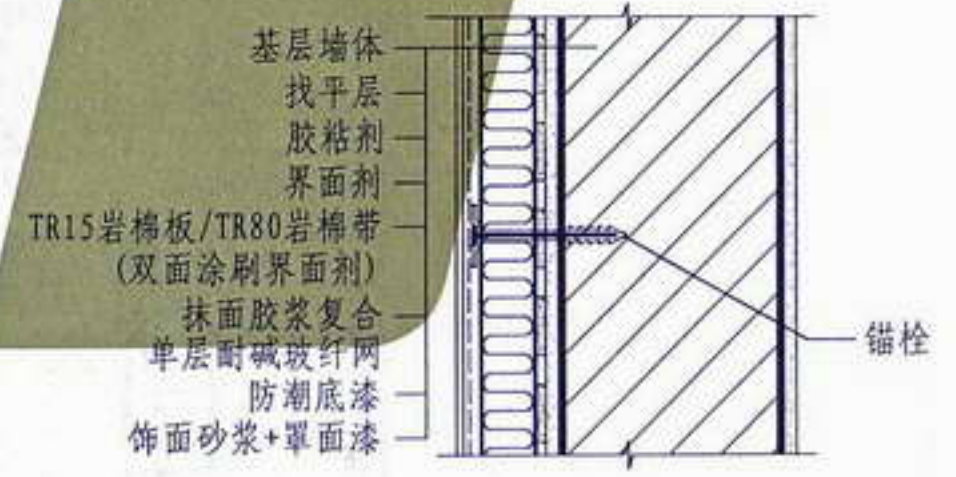 基层墙体
找平层
胶粘剂
界面剂
TR15岩棉板/TR80岩棉带
(双面涂刷界面剂)
抹面胶浆复合
单层耐碱玻纤网
防潮底漆
饰面砂浆+罩面漆
锚栓